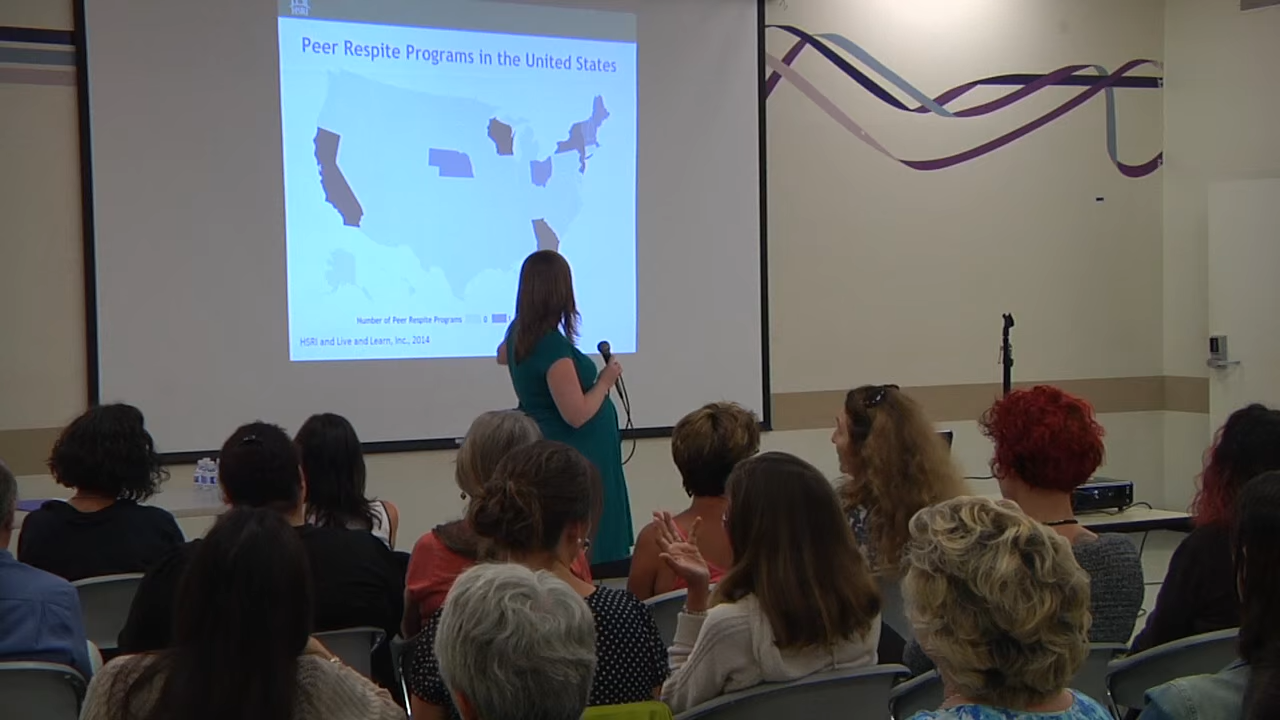 HSRI
Peer Respite Programs in the United States
Number of Peer Respite Programs 0 1
HSRI and Live and Learn, Inc., 2014